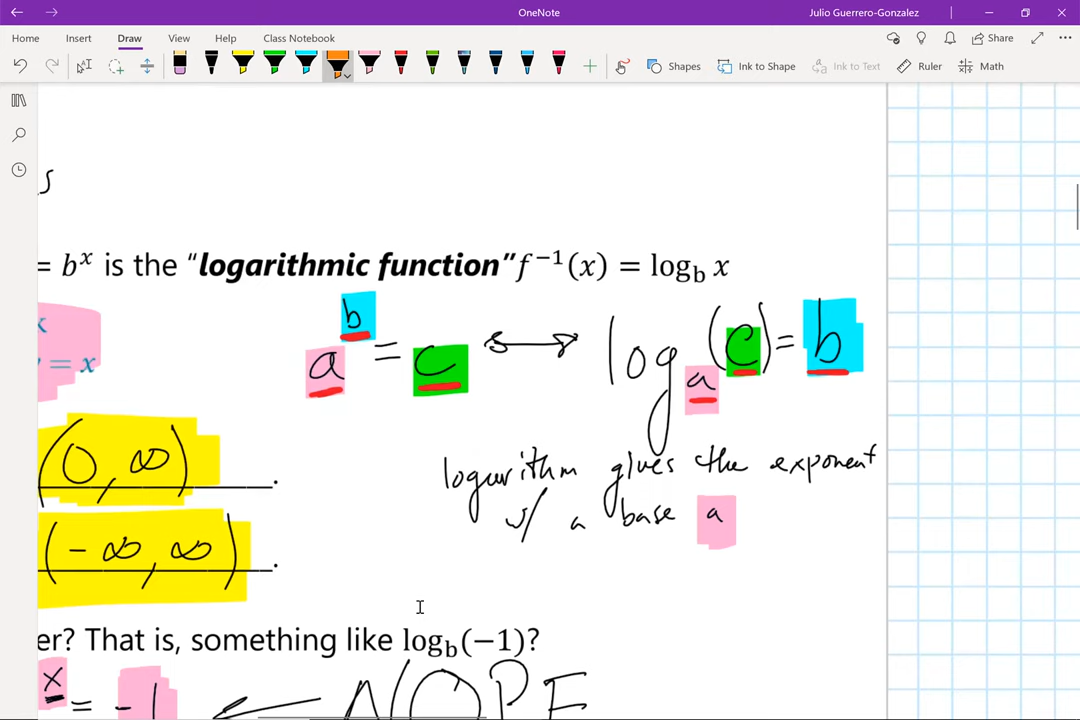 OneNote
Julio Guerrero-Gonzalez
Home Insert Draw View Help Class Notebook
Share
Shapes Ink to Shape Ink to Text Ruler Math
s
= bˣ is the “logarithmic function” f⁻¹(x) = log_b x
x
= x
a^b = c ↔ log_a (c) = b
(0, ∞).
(-∞, ∞).
logarithm gives the exponent
w/ a base a
er? That is, something like log_b(−1)?
x = -1 ← NOPE